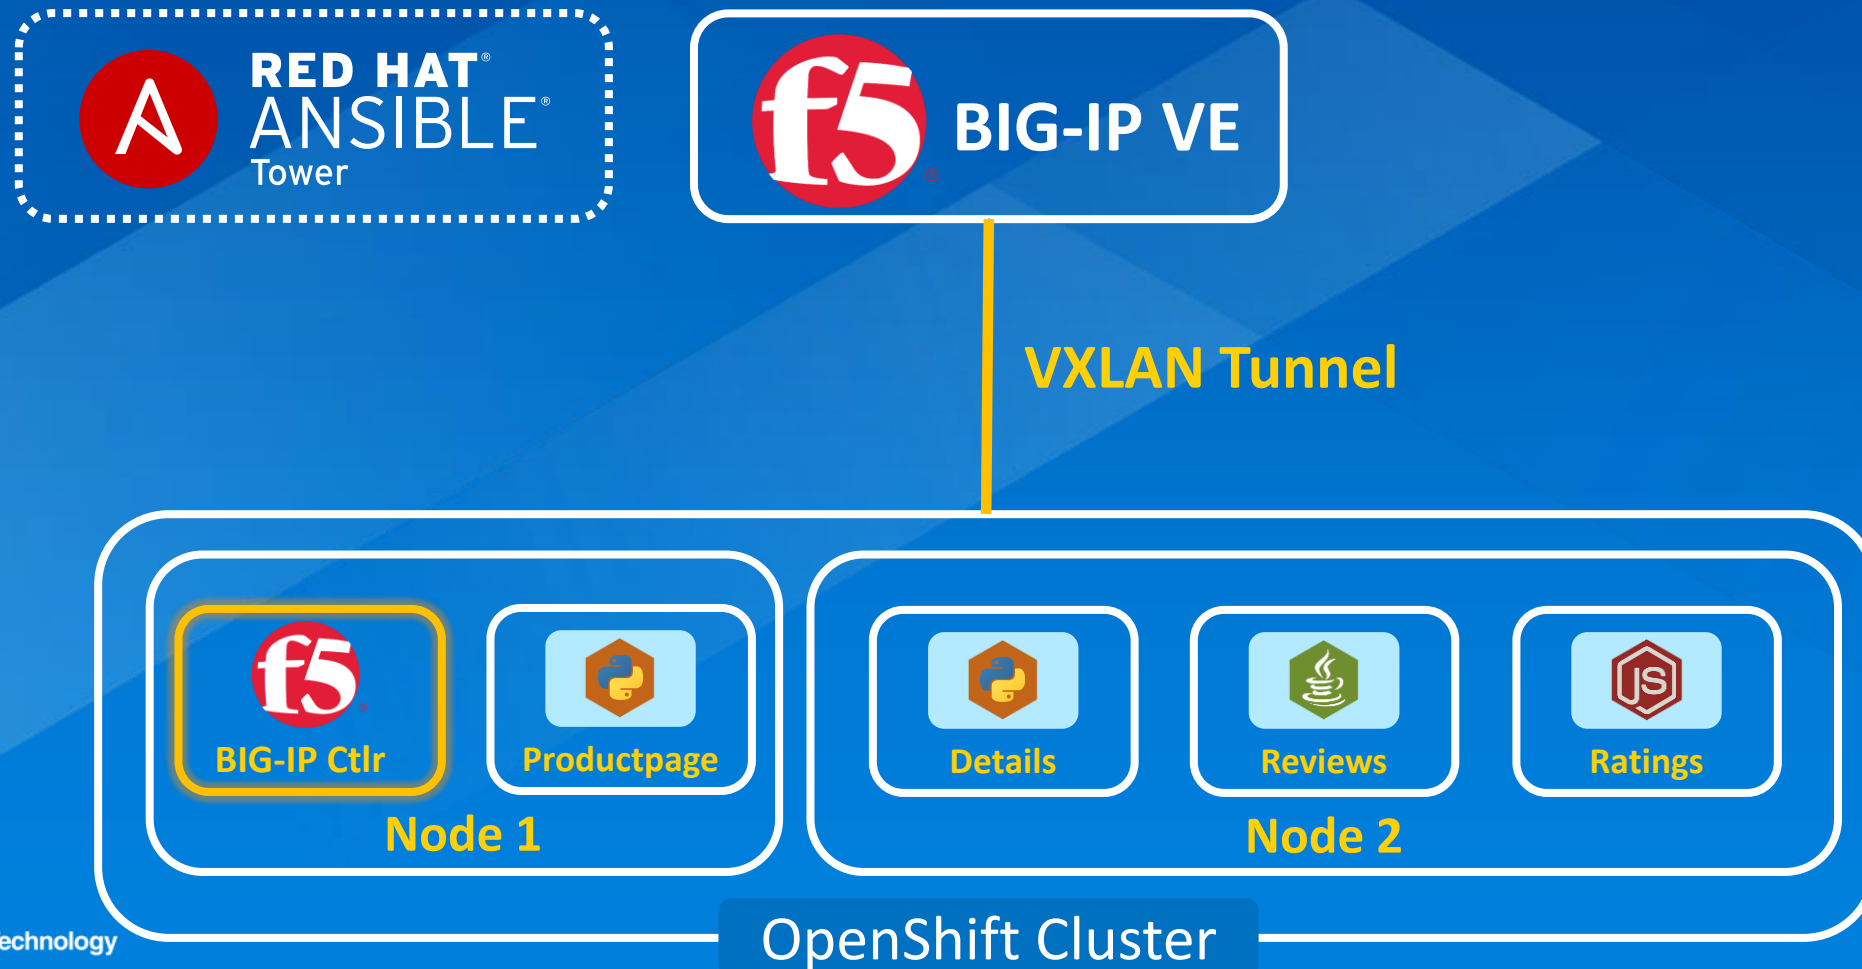 RED HAT®
ANSIBLE®
Tower
f5® BIG-IP VE
VXLAN Tunnel
f5®
BIG-IP Ctlr
Productpage
Details
Reviews
JS
Ratings
Node 1
Node 2
OpenShift Cluster
echnology